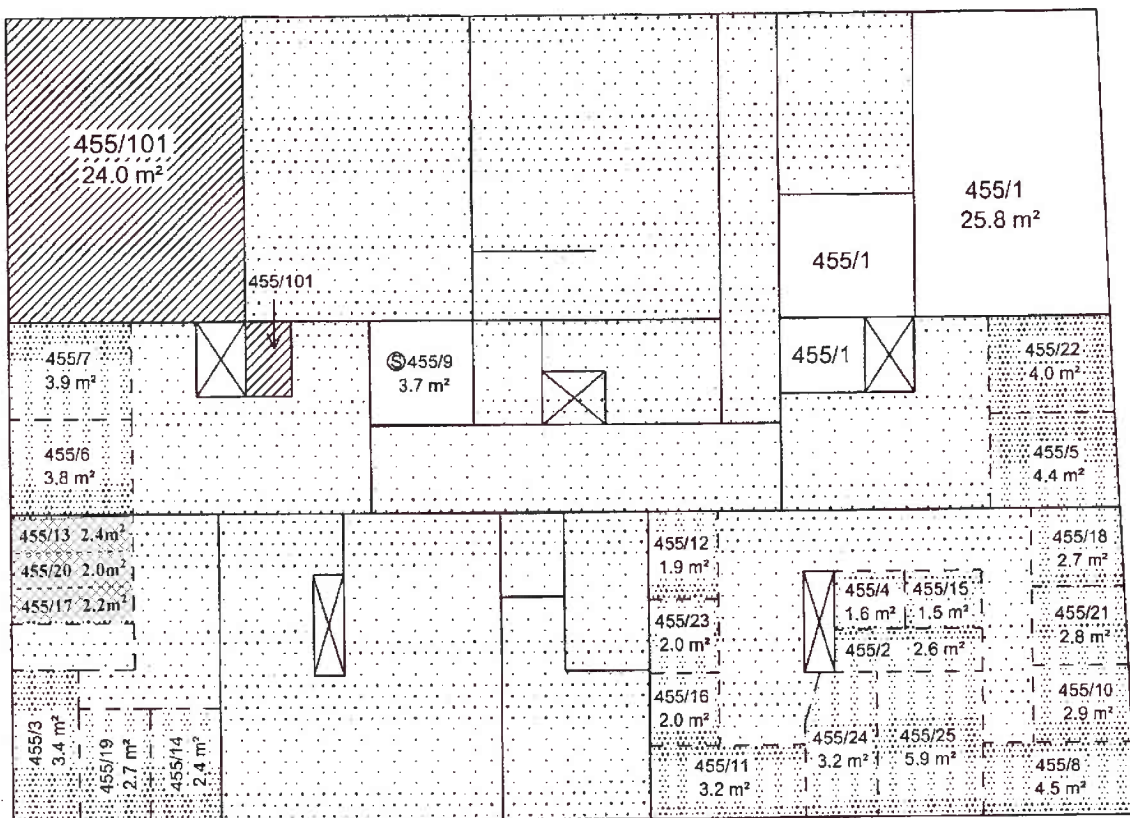 455/101
24.0 m²
455/1
25.8 m²
455/1
455/101
455/7
3.9 m²
Ⓢ455/9
3.7 m²
455/1
455/22
4.0 m²
455/6
3.8 m²
455/5
4.4 m²
455/13 2.4m²
455/20 2.0m²
455/17 2.2m²
455/12
1.9 m²
455/18
2.7 m²
455/4
1.6 m²
455/15
1.5 m²
455/23
2.0 m²
455/21
2.8 m²
455/2 2.6 m²
455/16
2.0 m²
455/10
2.9 m²
455/3
3.4 m²
455/19
2.7 m²
455/14
2.4 m²
455/24
3.2 m²
455/25
5.9 m²
455/11
3.2 m²
455/8
4.5 m²